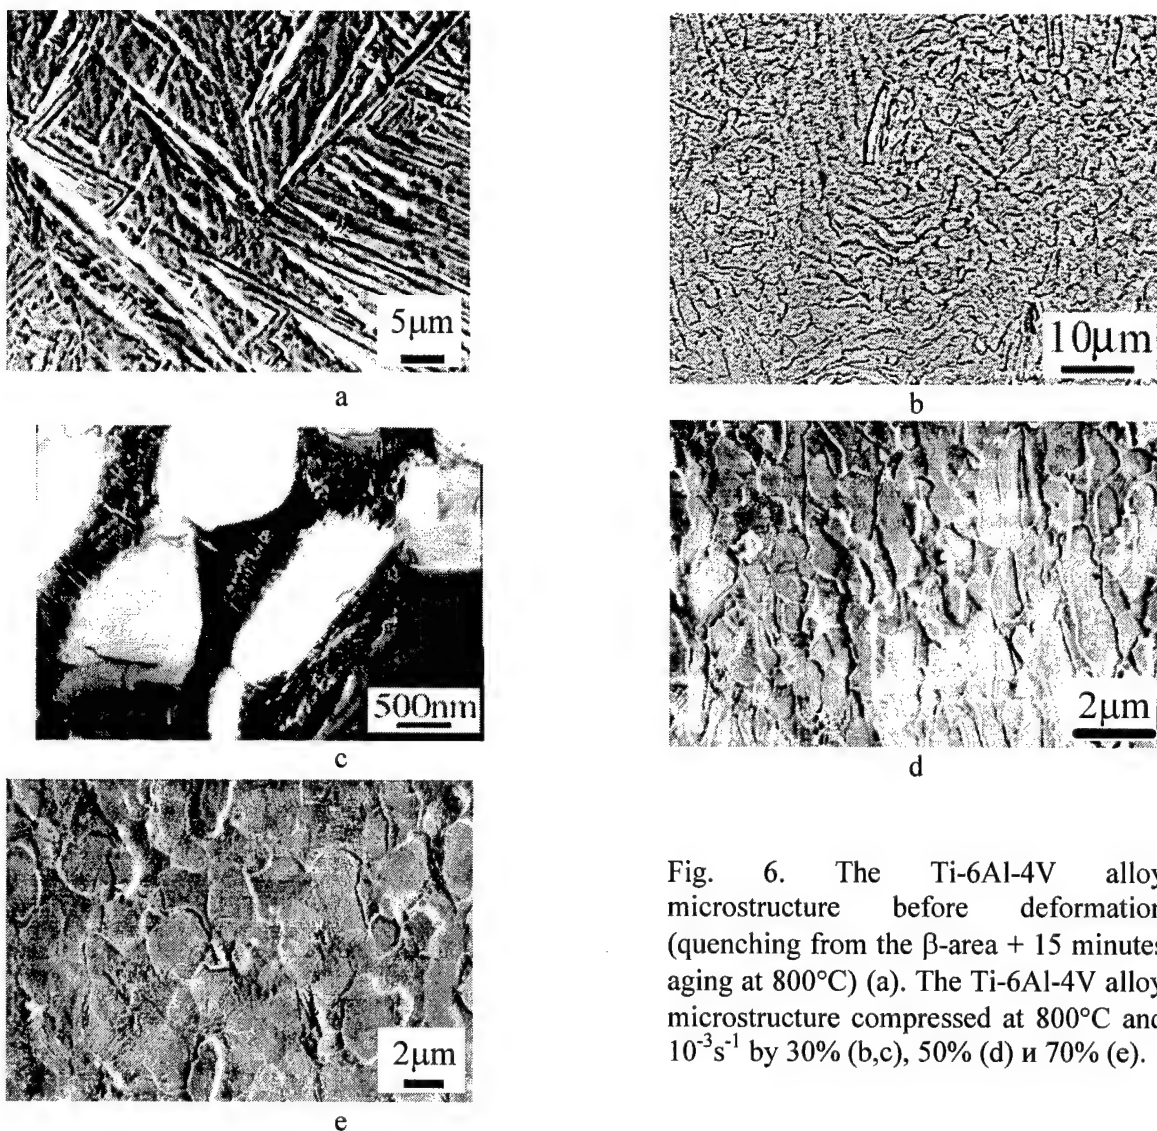 5μm
a
10μm
b
500nm
c
2μm
d
2μm
e
Fig. 6. The Ti-6Al-4V alloy
microstructure before deformation
(quenching from the β-area + 15 minutes
aging at 800°C) (a). The Ti-6Al-4V alloy
microstructure compressed at 800°C and
10⁻³s⁻¹ by 30% (b,c), 50% (d) и 70% (e).